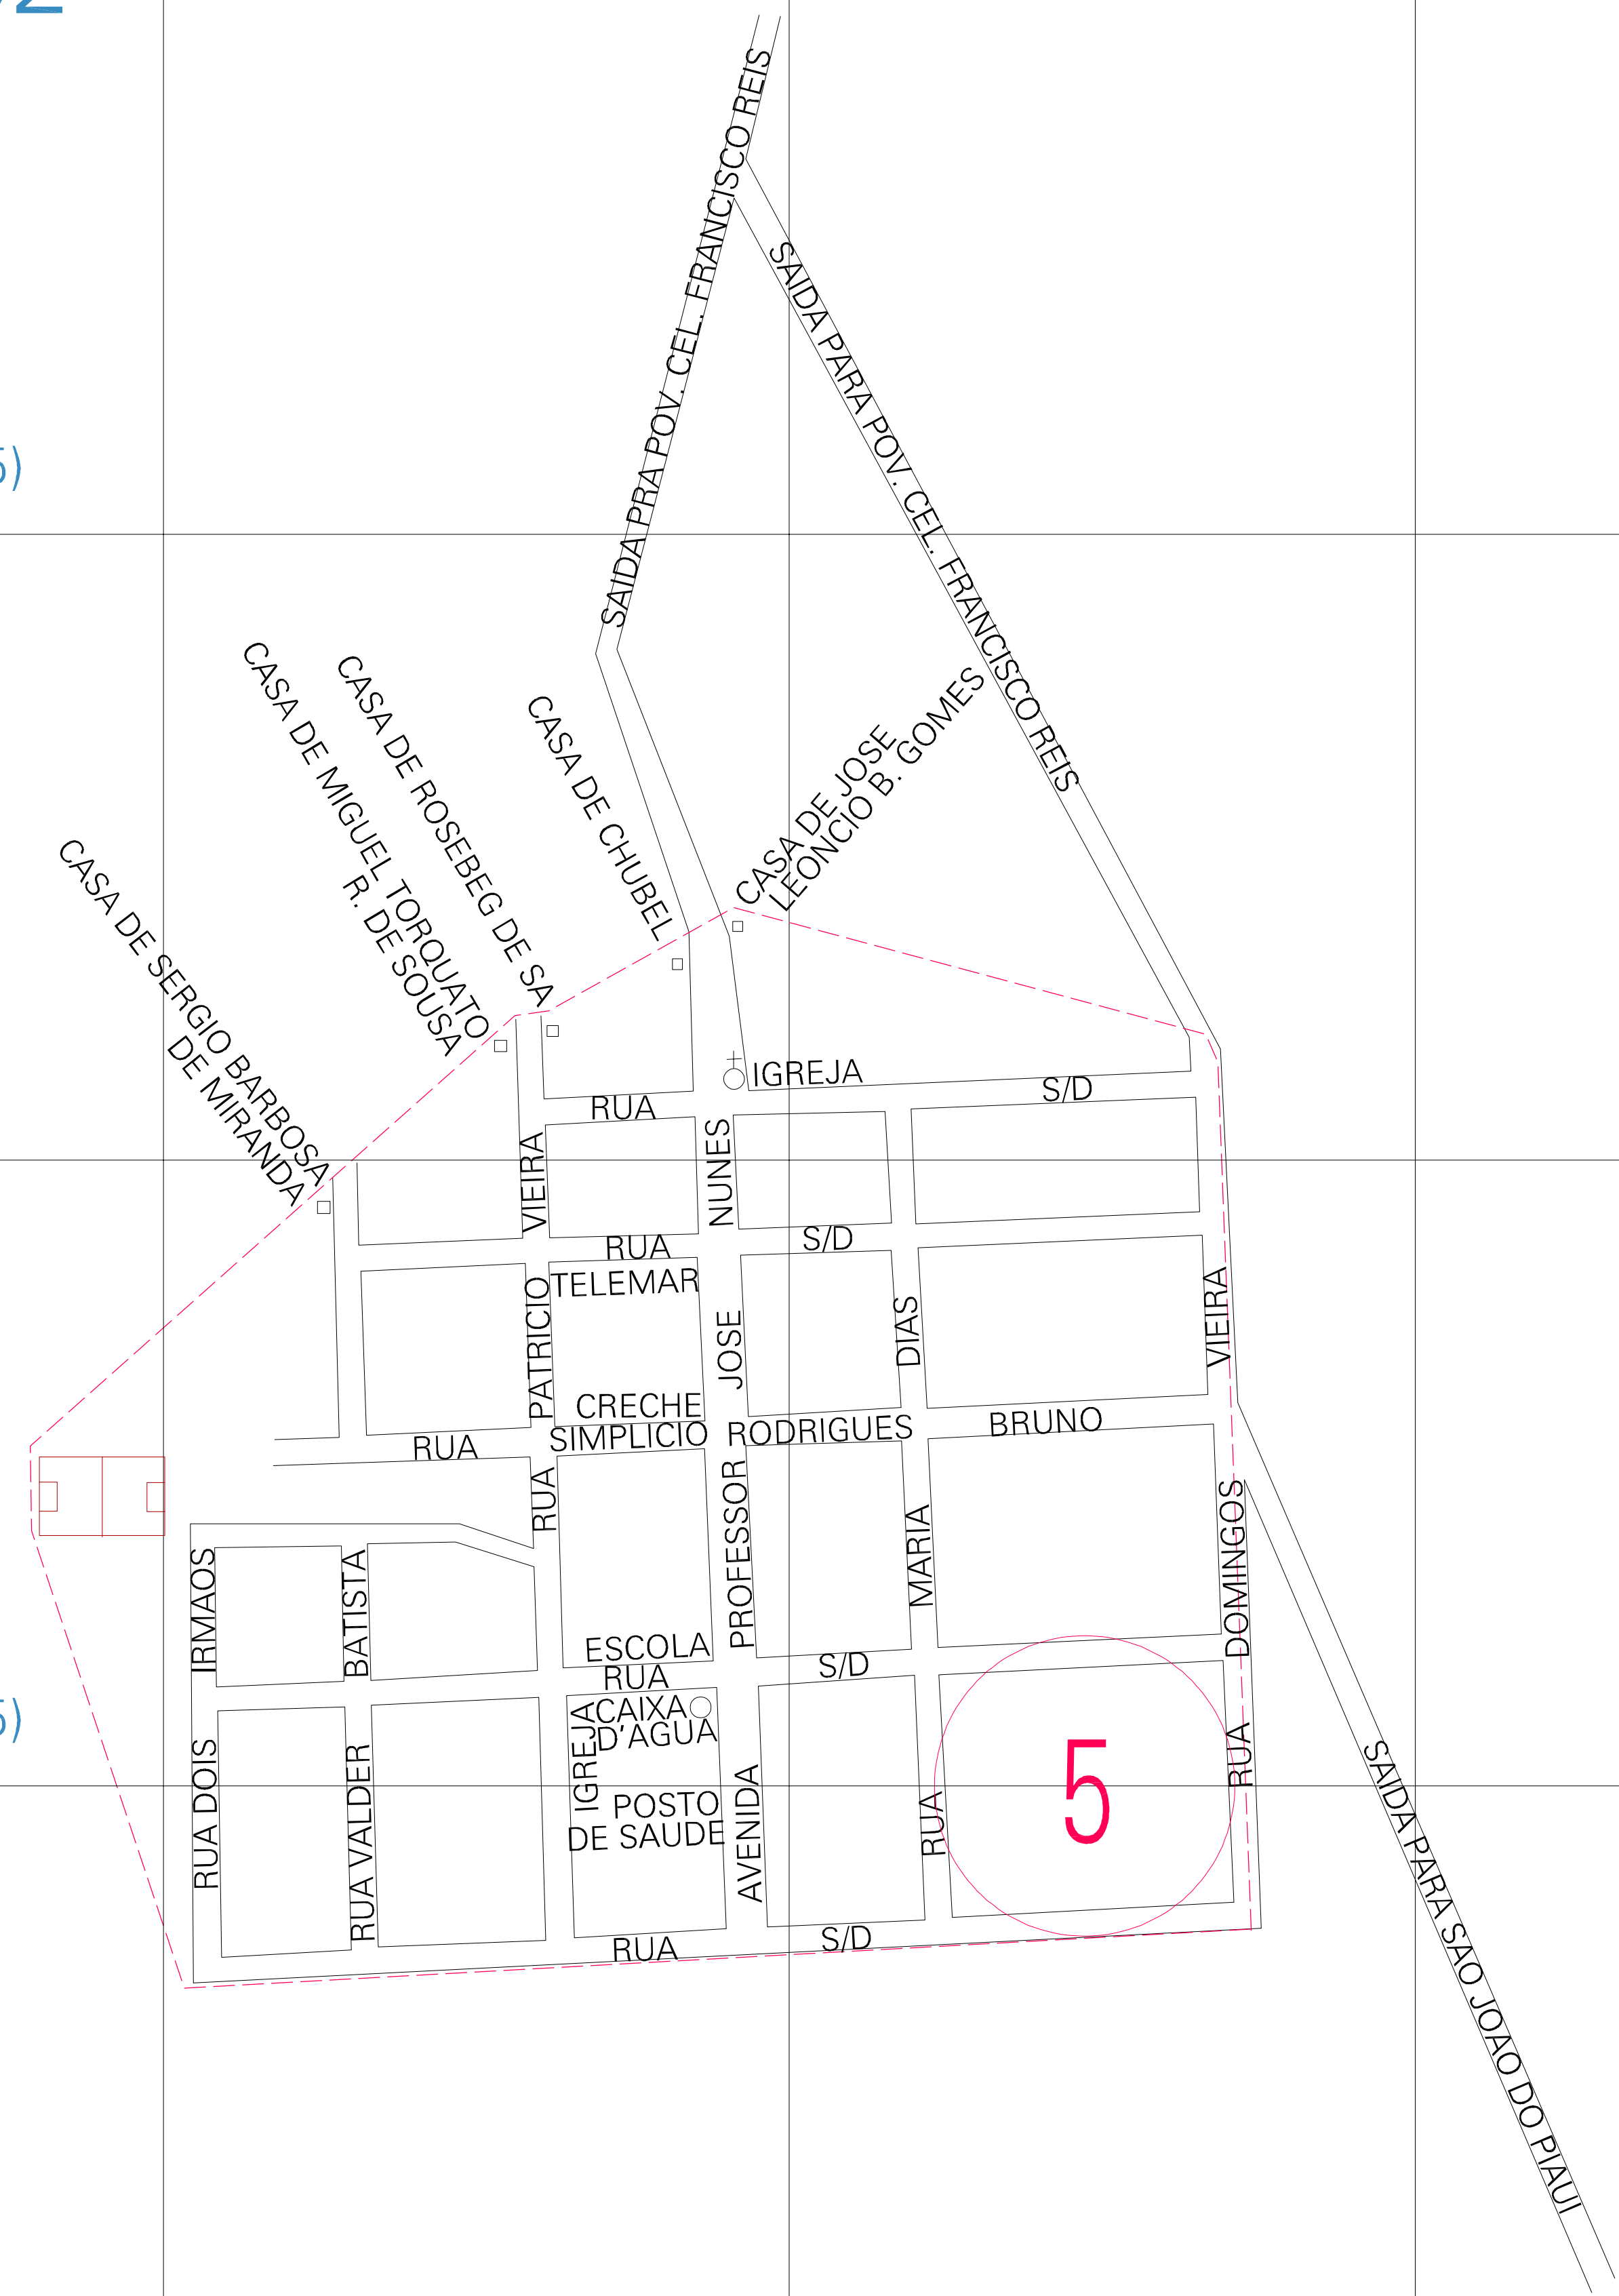 SAIDA PRA POV. CEL. FRANCISCO REIS
SAIDA PARA POV. CEL. FRANCISCO REIS
5)
CASA DE SERGIO BARBOSA
DE MIRANDA
CASA DE MIGUEL TORQUATO
R. DE SOUSA
CASA DE ROSEBEG DE SA
CASA DE CHUBEL
CASA DE JOSE
LEONCIO B. GOMES
IGREJA
RUA S/D
RUA S/D
TELEMAR
CRECHE
RUA SIMPLICIO RODRIGUES BRUNO
ESCOLA
RUA S/D
CAIXA
D'AGUA
IGREJA
POSTO
DE SAUDE
RUA S/D
RUA DOIS IRMAOS
RUA VALDER BATISTA
RUA PATRICIO VIEIRA
AVENIDA PROFESSOR JOSE NUNES
RUA MARIA DIAS
RUA DOMINGOS VIEIRA
5
5)
SAIDA PARA SAO JOAO DO PIAUI